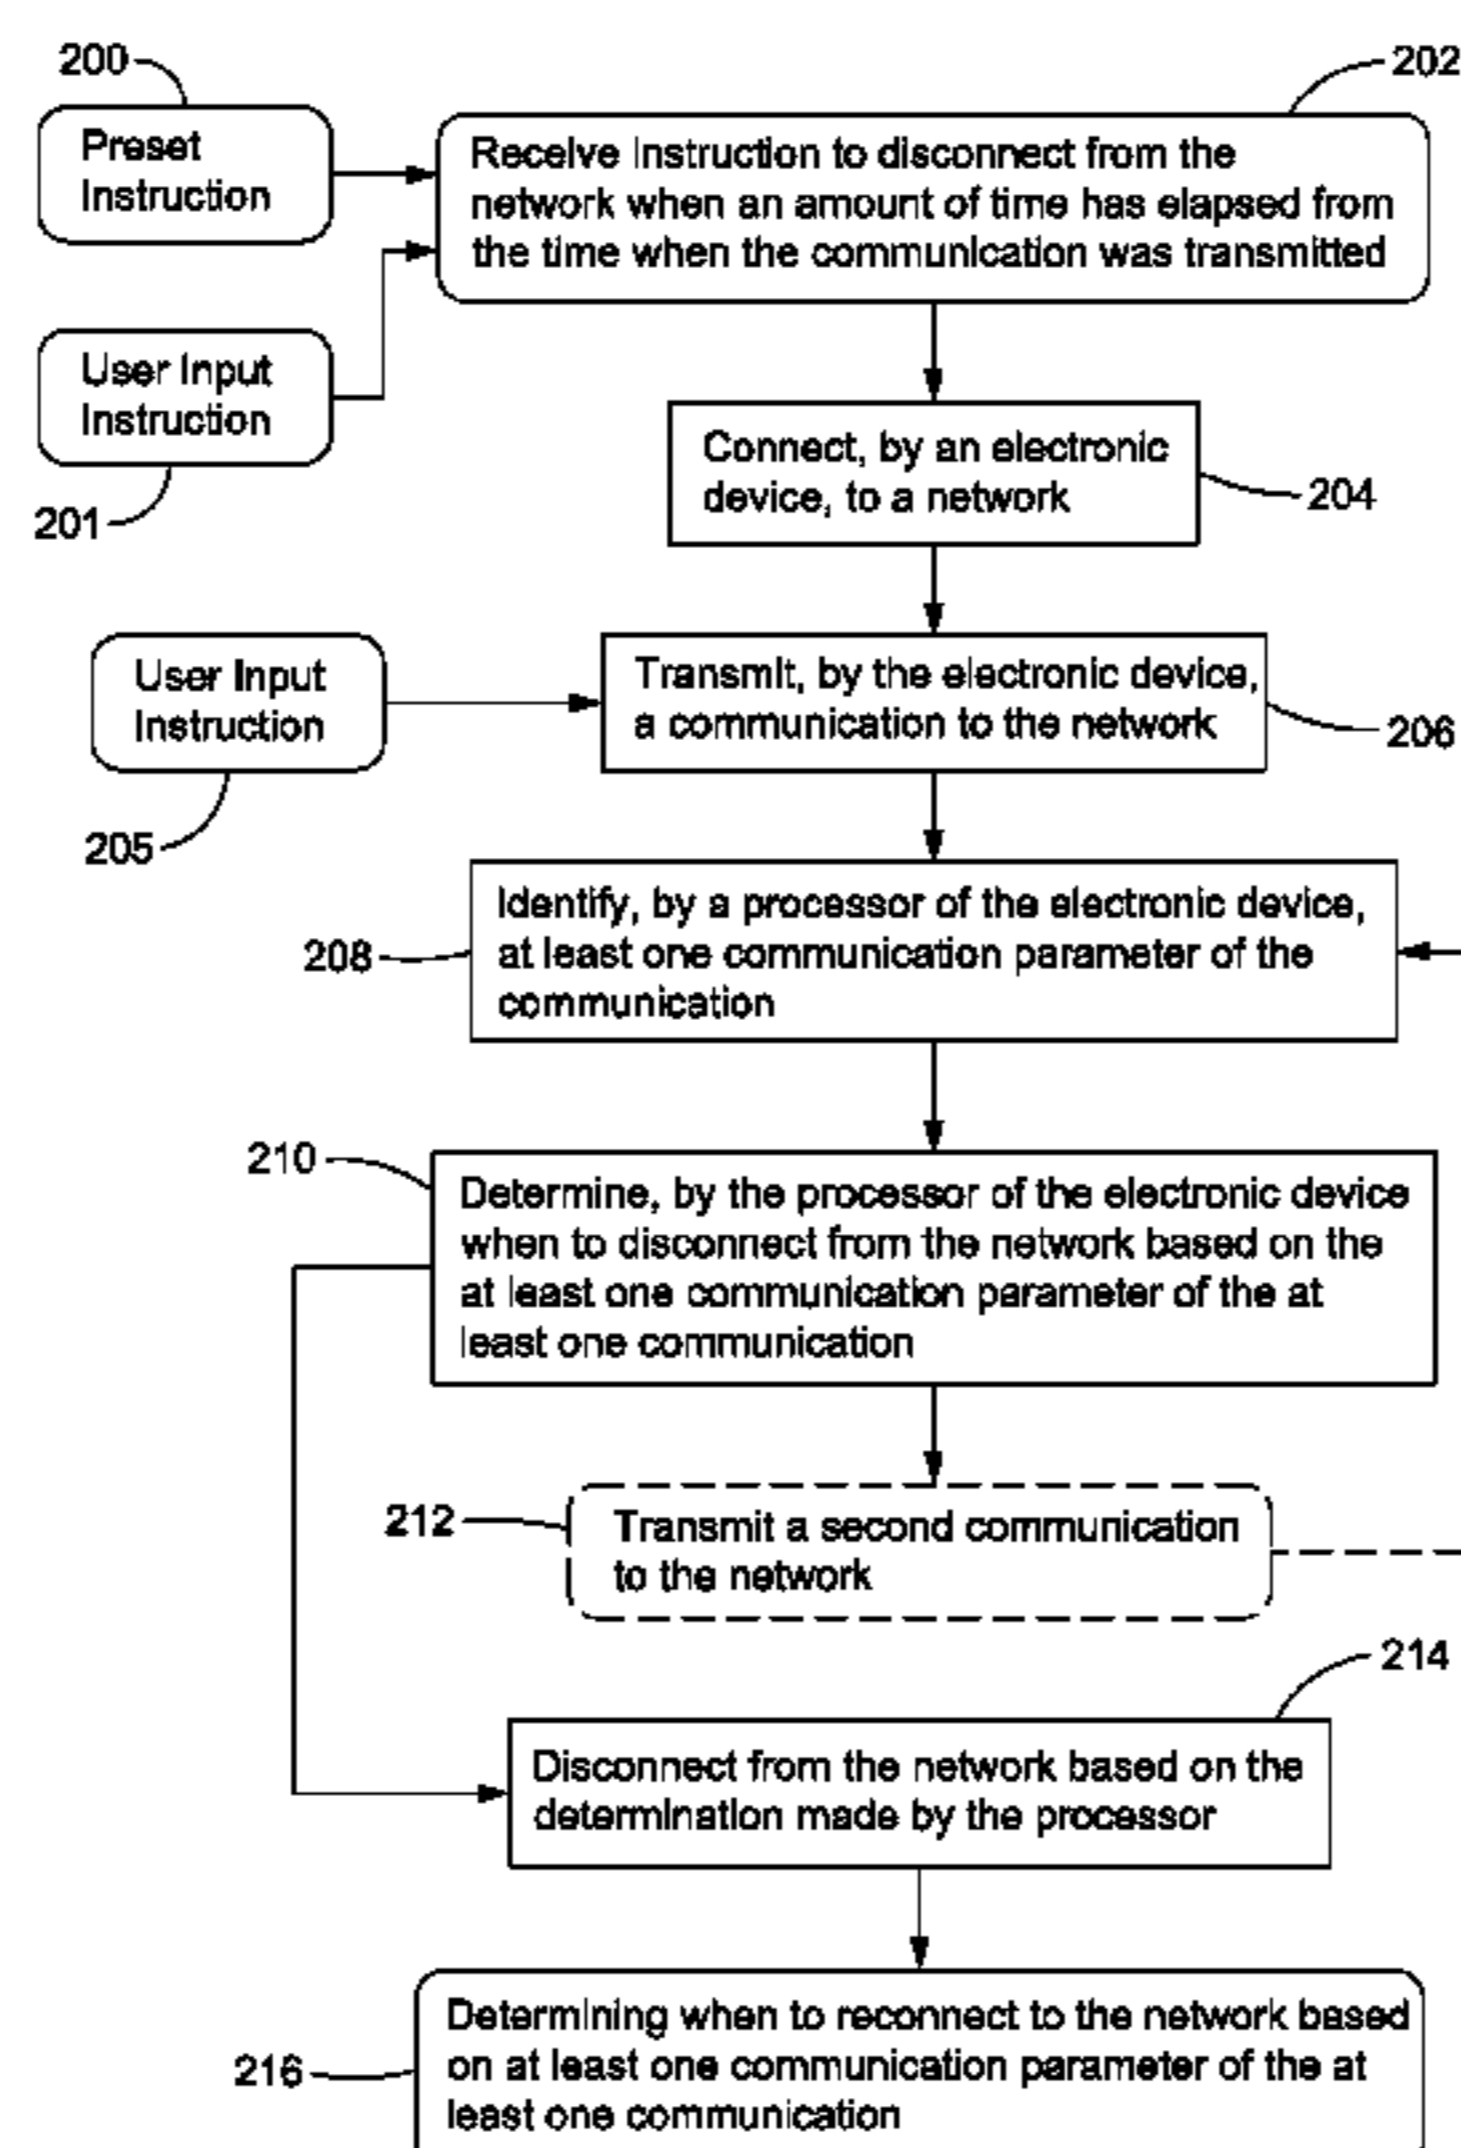 200
Preset
Instruction
202
Receive Instruction to disconnect from the
network when an amount of time has elapsed from
the time when the communication was transmitted
User Input
Instruction
201
Connect, by an electronic
device, to a network
204
User Input
Instruction
205
Transmit, by the electronic device,
a communication to the network
206
208
Identify, by a processor of the electronic device,
at least one communication parameter of the
communication
210
Determine, by the processor of the electronic device
when to disconnect from the network based on the
at least one communication parameter of the at
least one communication
212
Transmit a second communication
to the network
214
Disconnect from the network based on the
determination made by the processor
216
Determining when to reconnect to the network based
on at least one communication parameter of the at
least one communication